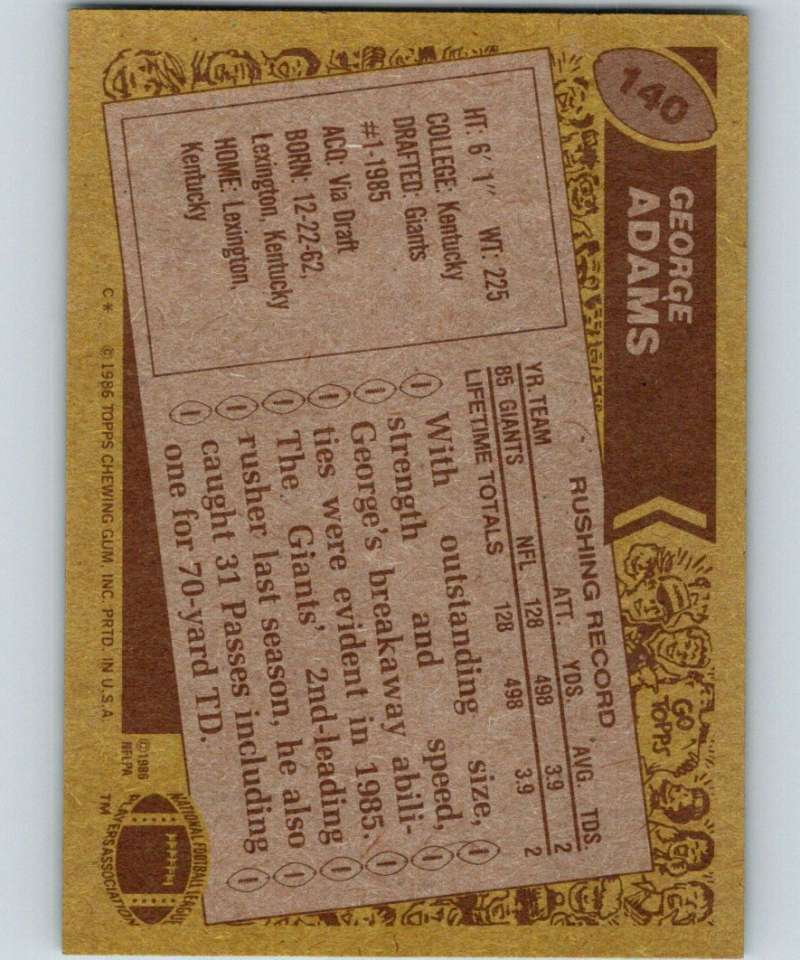 140
GEORGE
ADAMS
GO
TOPPS
HT: 6' 1" WT: 225
COLLEGE: Kentucky
DRAFTED: Giants
#1-1985
ACQ: Via Draft
BORN: 12-22-62,
Lexington, Kentucky
HOME: Lexington,
Kentucky
RUSHING RECORD
YR. TEAM ATT. YDS. AVG. TDS.
85 GIANTS NFL 128 498 3.9 2
LIFETIME TOTALS 128 498 3.9 2
With outstanding size,
strength and speed,
George's breakaway abili-
ties were evident in 1985.
The Giants' 2nd-leading
rusher last season, he also
caught 31 Passes including
one for 70-yard TD.
C* © 1986 TOPPS CHEWING GUM, INC. PRTD. IN U.S.A.
©1986
NFLPA
NATIONAL FOOTBALL LEAGUE
PLAYERS ASSOCIATION
TM